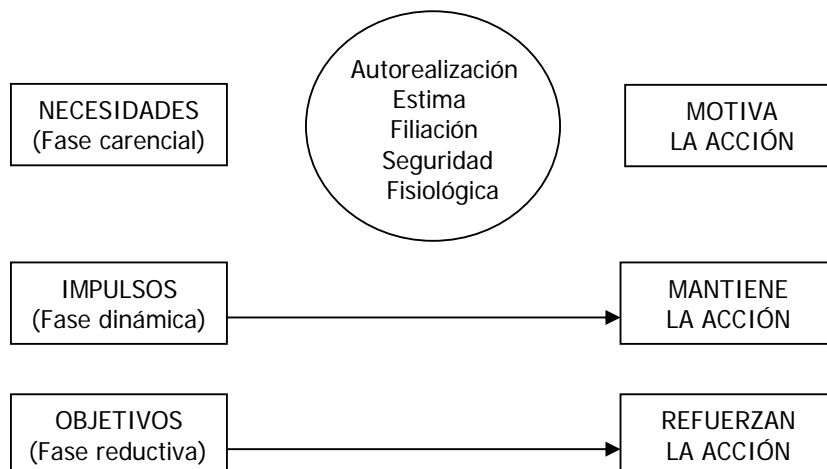 NECESIDADES
(Fase carencial)
Autorealización
Estima
Filiación
Seguridad
Fisiológica
MOTIVA
LA ACCIÓN
IMPULSOS
(Fase dinámica)
MANTIENE
LA ACCIÓN
OBJETIVOS
(Fase reductiva)
REFUERZAN
LA ACCIÓN